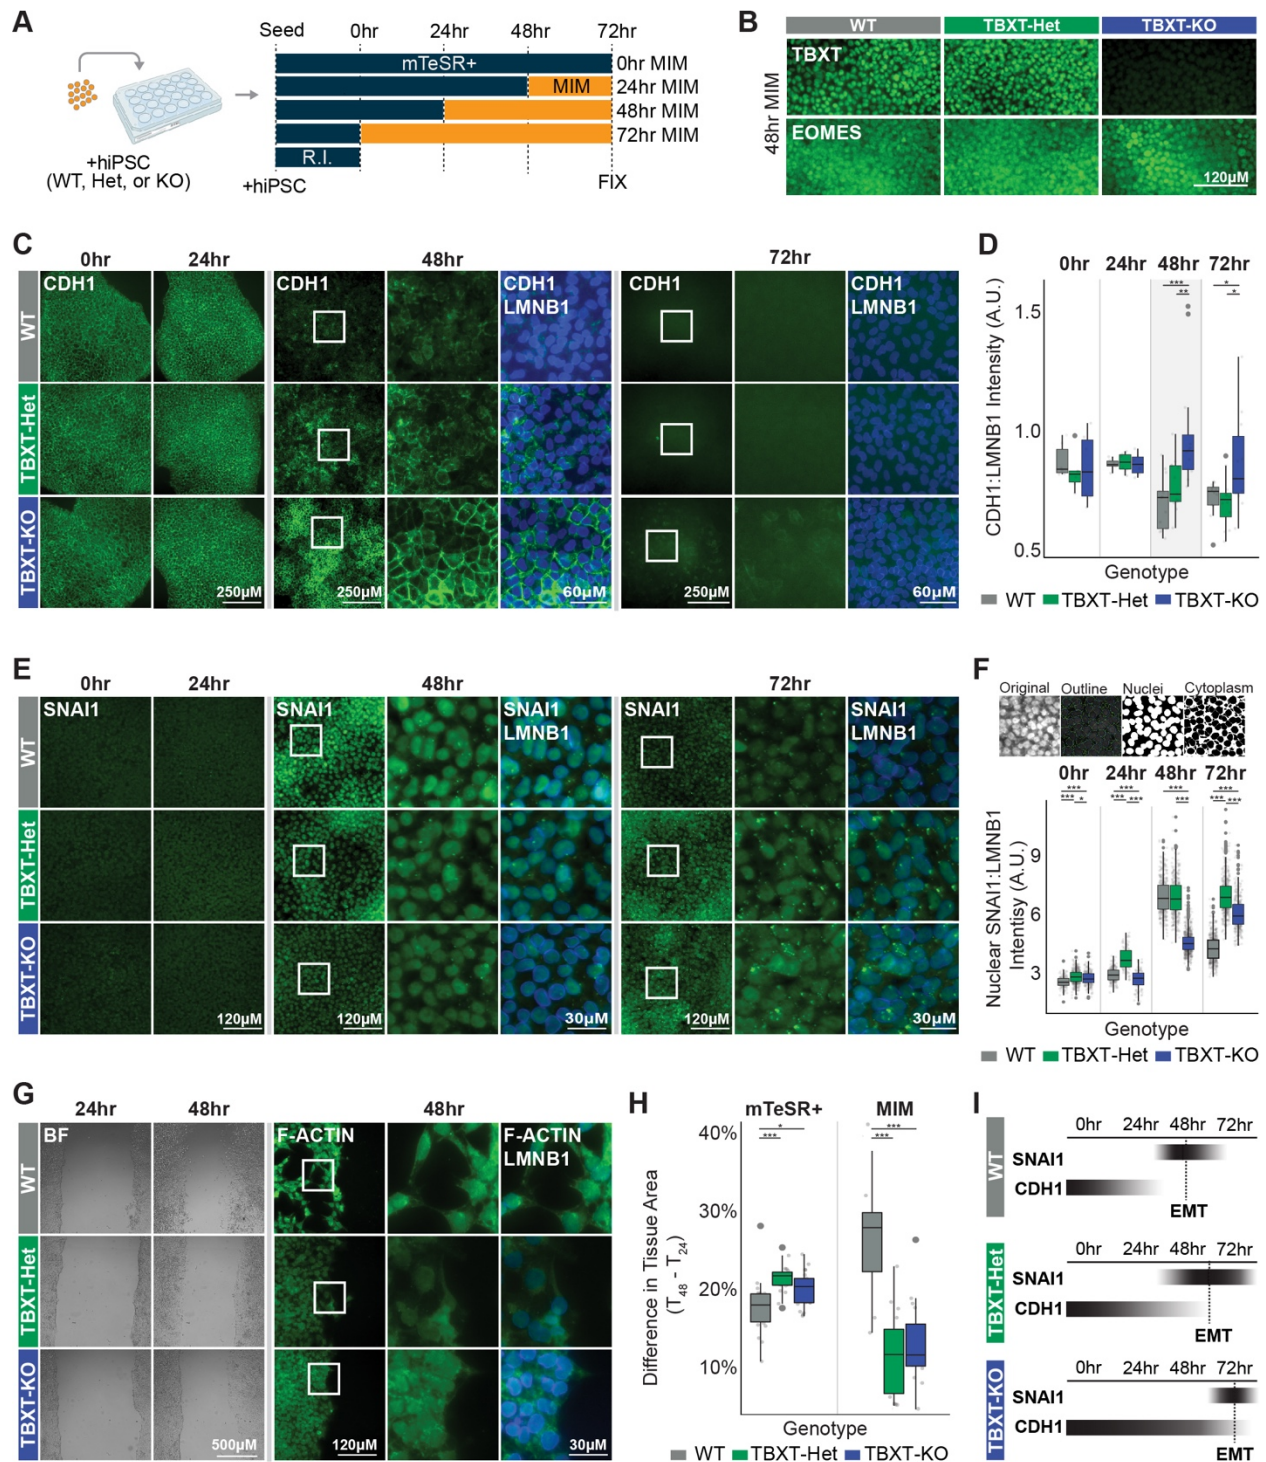 A
Seed 0hr 24hr 48hr 72hr
mTeSR+ 0hr MIM
MIM 24hr MIM
48hr MIM
72hr MIM
R.I.
+hiPSC
(WT, Het, or KO)
+hiPSC FIX
B
WT TBXT-Het TBXT-KO
48hr MIM
TBXT
EOMES
120µM
C
0hr 24hr 48hr 72hr
WT
TBXT-Het
TBXT-KO
CDH1 CDH1 CDH1 CDH1 CDH1
LMNB1 LMNB1
250µM 250µM 60µM 250µM 60µM
D
0hr 24hr 48hr 72hr
*** *
** *
CDH1:LMNB1 Intensity (A.U.)
1.5
1.0
0.5
Genotype
WT TBXT-Het TBXT-KO
E
0hr 24hr 48hr 72hr
WT
TBXT-Het
TBXT-KO
SNAI1 SNAI1 SNAI1 SNAI1 SNAI1
LMNB1 LMNB1
120µM 120µM 30µM 120µM 30µM
F
Original Outline Nuclei Cytoplasm
0hr 24hr 48hr 72hr
*** *** *** ***
*** * *** *** *** *** ***
Nuclear SNAI1:LMNB1
Intentisy (A.U.)
9
6
3
Genotype
WT TBXT-Het TBXT-KO
G
24hr 48hr 48hr
WT
TBXT-Het
TBXT-KO
BF F-ACTIN F-ACTIN
LMNB1
500µM 120µM 30µM
H
mTeSR+ MIM
* ***
*** ***
Difference in Tissue Area
(T48 - T24)
40%
30%
20%
10%
Genotype
WT TBXT-Het TBXT-KO
I
WT
0hr 24hr 48hr 72hr
SNAI1
CDH1
EMT
TBXT-Het
0hr 24hr 48hr 72hr
SNAI1
CDH1
EMT
TBXT-KO
0hr 24hr 48hr 72hr
SNAI1
CDH1
EMT